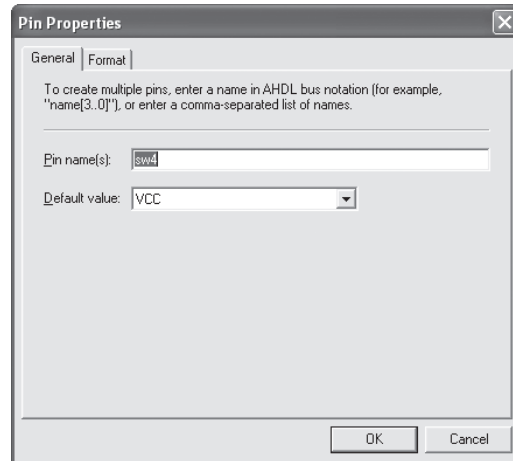 Pin Properties
General
Format
To create multiple pins, enter a name in AHDL bus notation (for example,
"name[3..0]"), or enter a comma-separated list of names.
Pin name(s): sw4
Default value: VCC
OK
Cancel